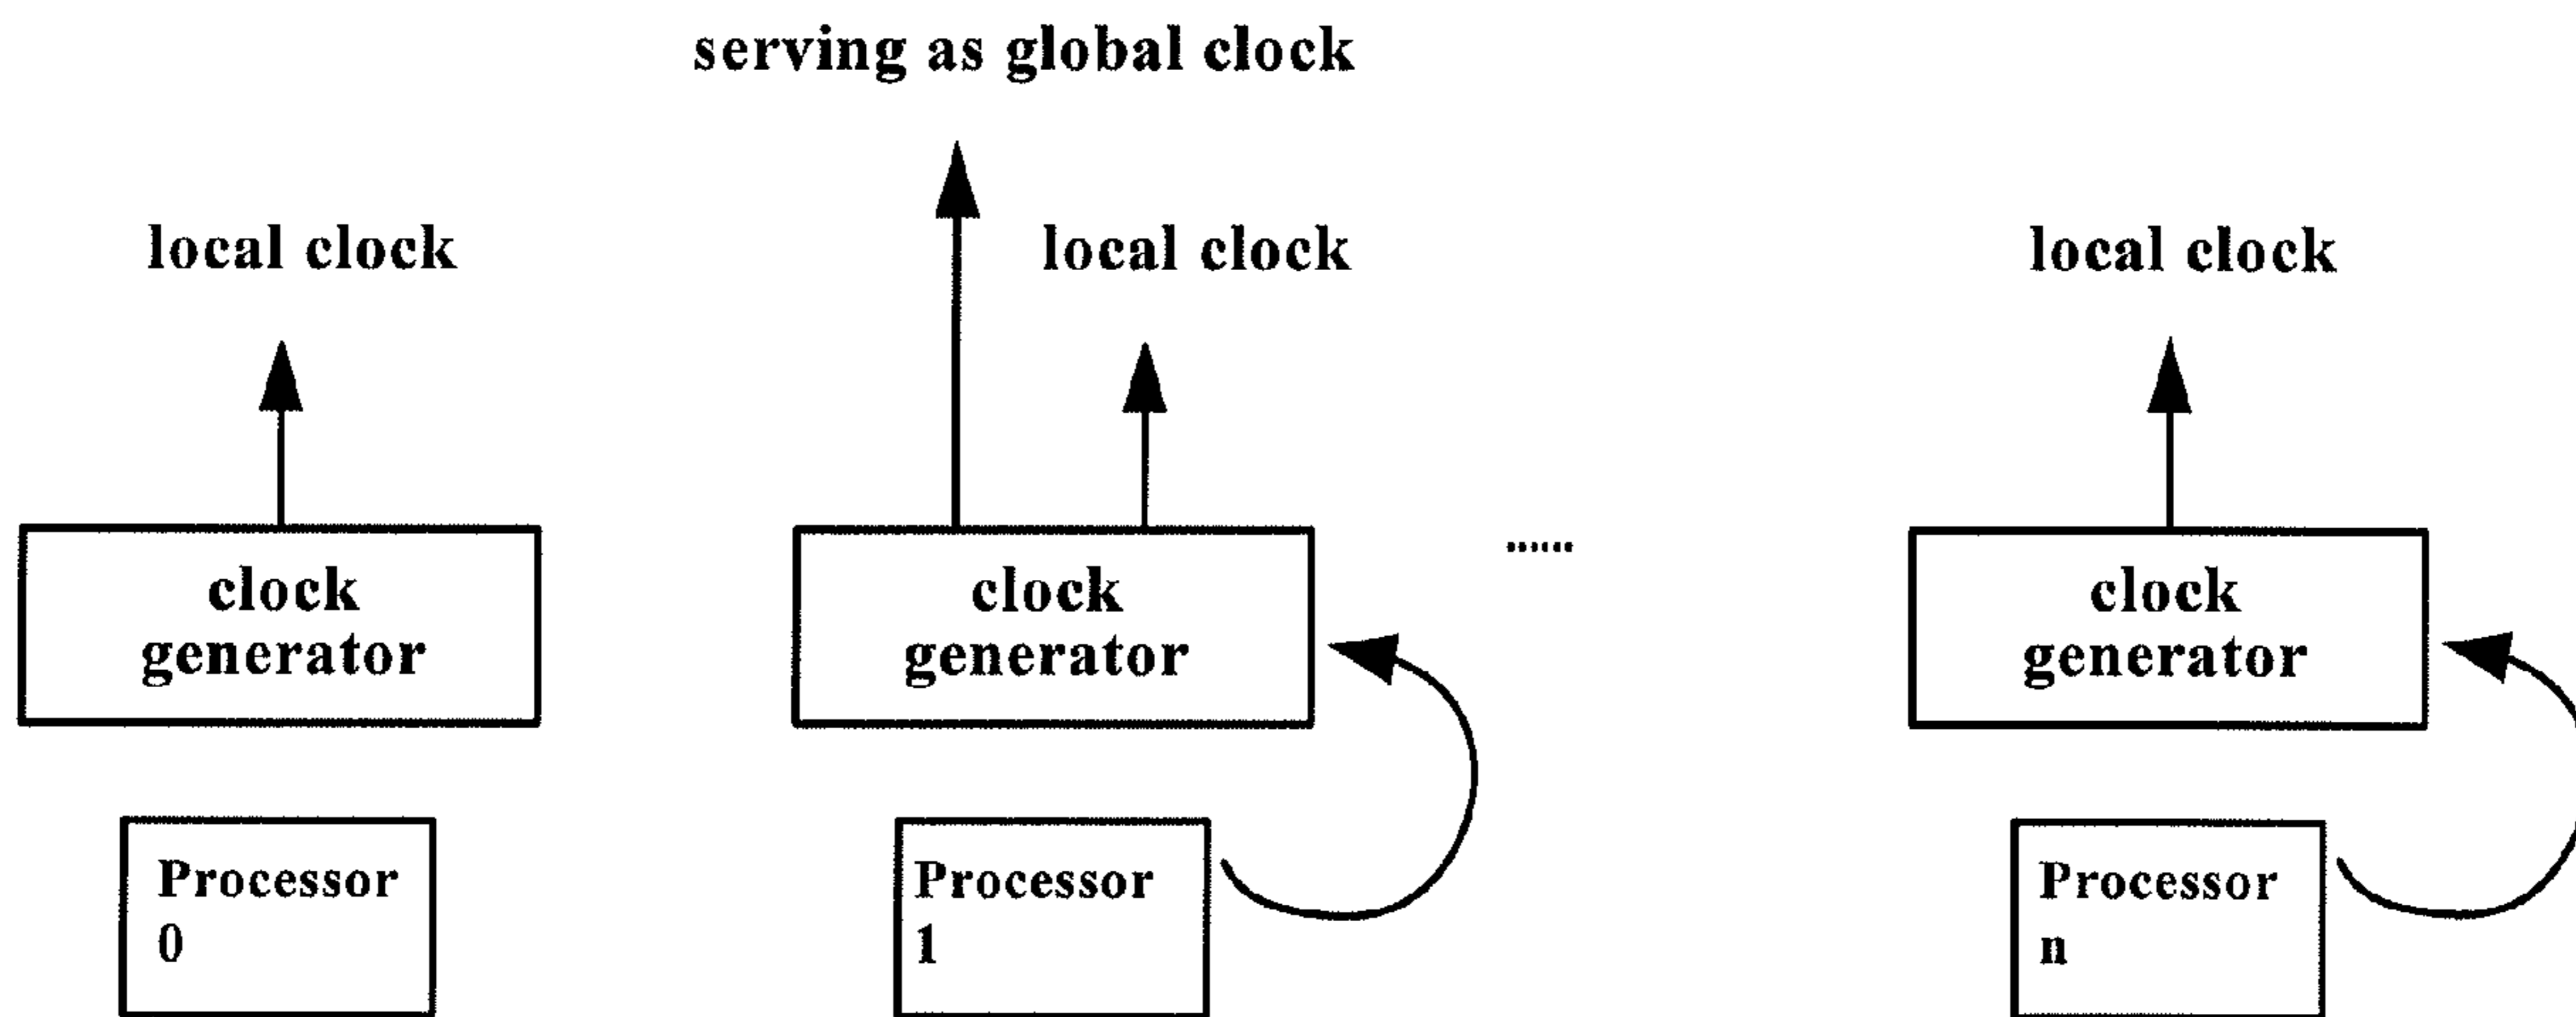 serving as global clock
local clock
local clock
local clock
clock
generator
clock
generator
......
clock
generator
Processor
0
Processor
1
Processor
n